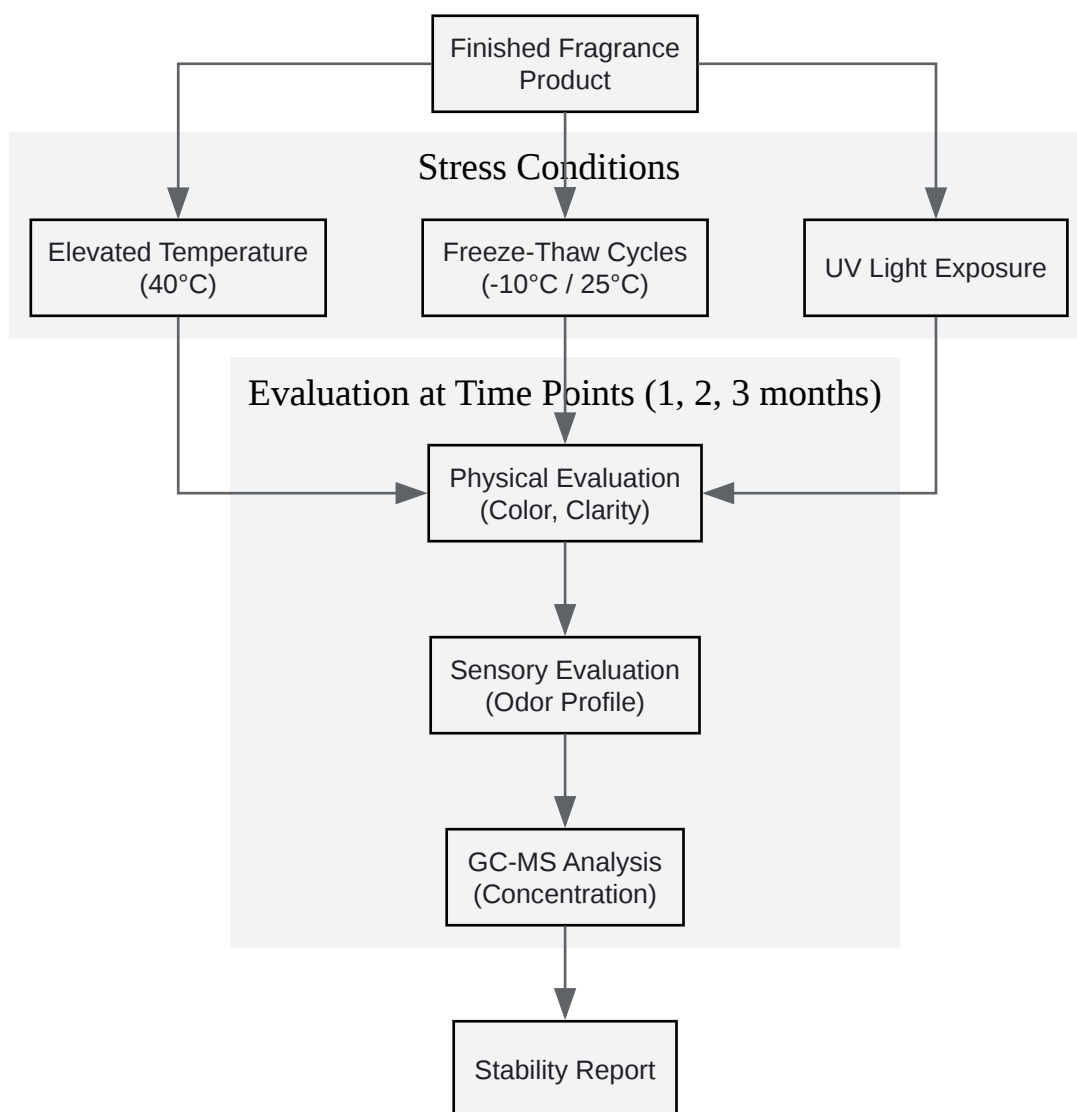 Finished Fragrance
Product
Stress Conditions
Elevated Temperature
(40°C)
Freeze-Thaw Cycles
(-10°C / 25°C)
UV Light Exposure
Evaluation at Time Points (1, 2, 3 months)
Physical Evaluation
(Color, Clarity)
Sensory Evaluation
(Odor Profile)
GC-MS Analysis
(Concentration)
Stability Report